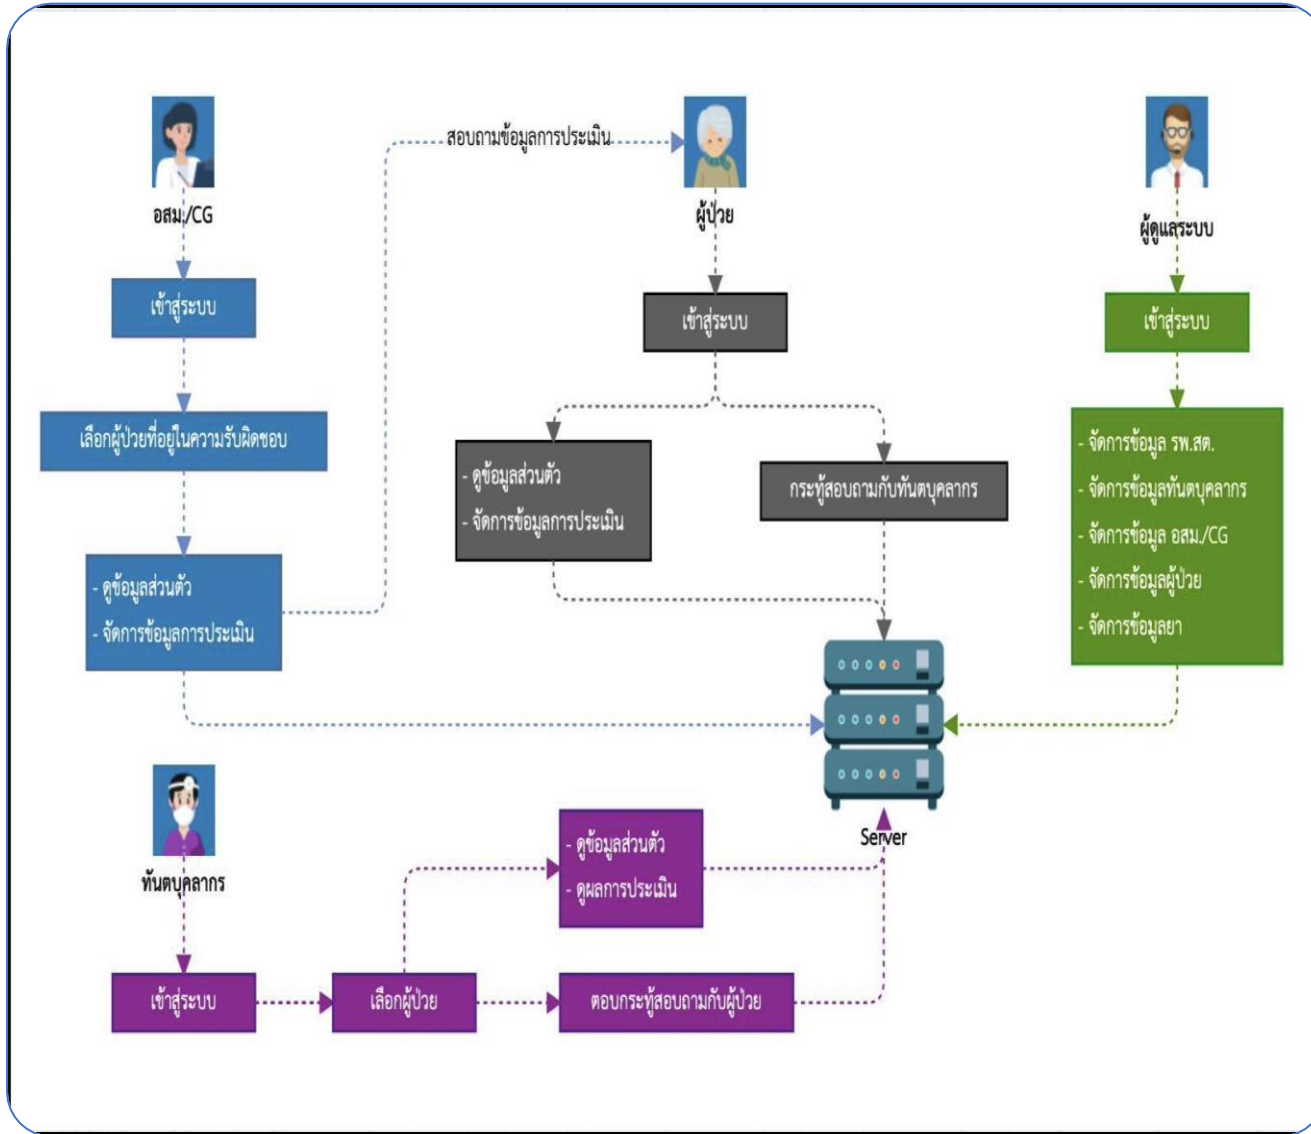 สอบถามข้อมูลการประเมิน
อสม./CG
ผู้ป่วย
ผู้ดูแลระบบ
เข้าสู่ระบบ
เข้าสู่ระบบ
เข้าสู่ระบบ
เลือกผู้ป่วยที่อยู่ในความรับผิดชอบ
- ดูข้อมูลส่วนตัว
- จัดการข้อมูลการประเมิน
กระทู้สอบถามกับทันตบุคลากร
- จัดการข้อมูล รพ.สต.
- จัดการข้อมูลทันตบุคลากร
- จัดการข้อมูล อสม./CG
- จัดการข้อมูลผู้ป่วย
- จัดการข้อมูลยา
- ดูข้อมูลส่วนตัว
- จัดการข้อมูลการประเมิน
Server
ทันตบุคลากร
- ดูข้อมูลส่วนตัว
- ดูผลการประเมิน
เข้าสู่ระบบ
เลือกผู้ป่วย
ตอบกระทู้สอบถามกับผู้ป่วย